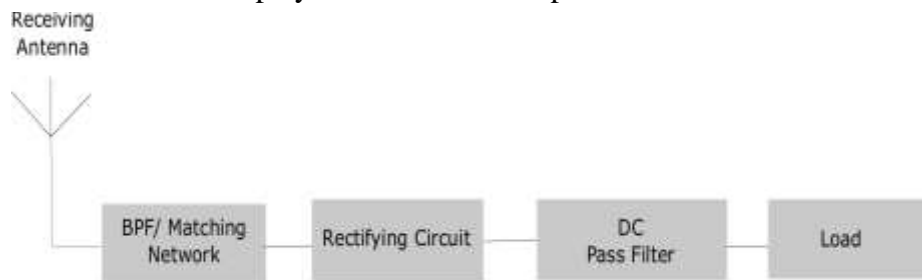 Receiving
Antenna
BPF/ Matching
Network
Rectifying Circuit
DC
Pass Filter
Load